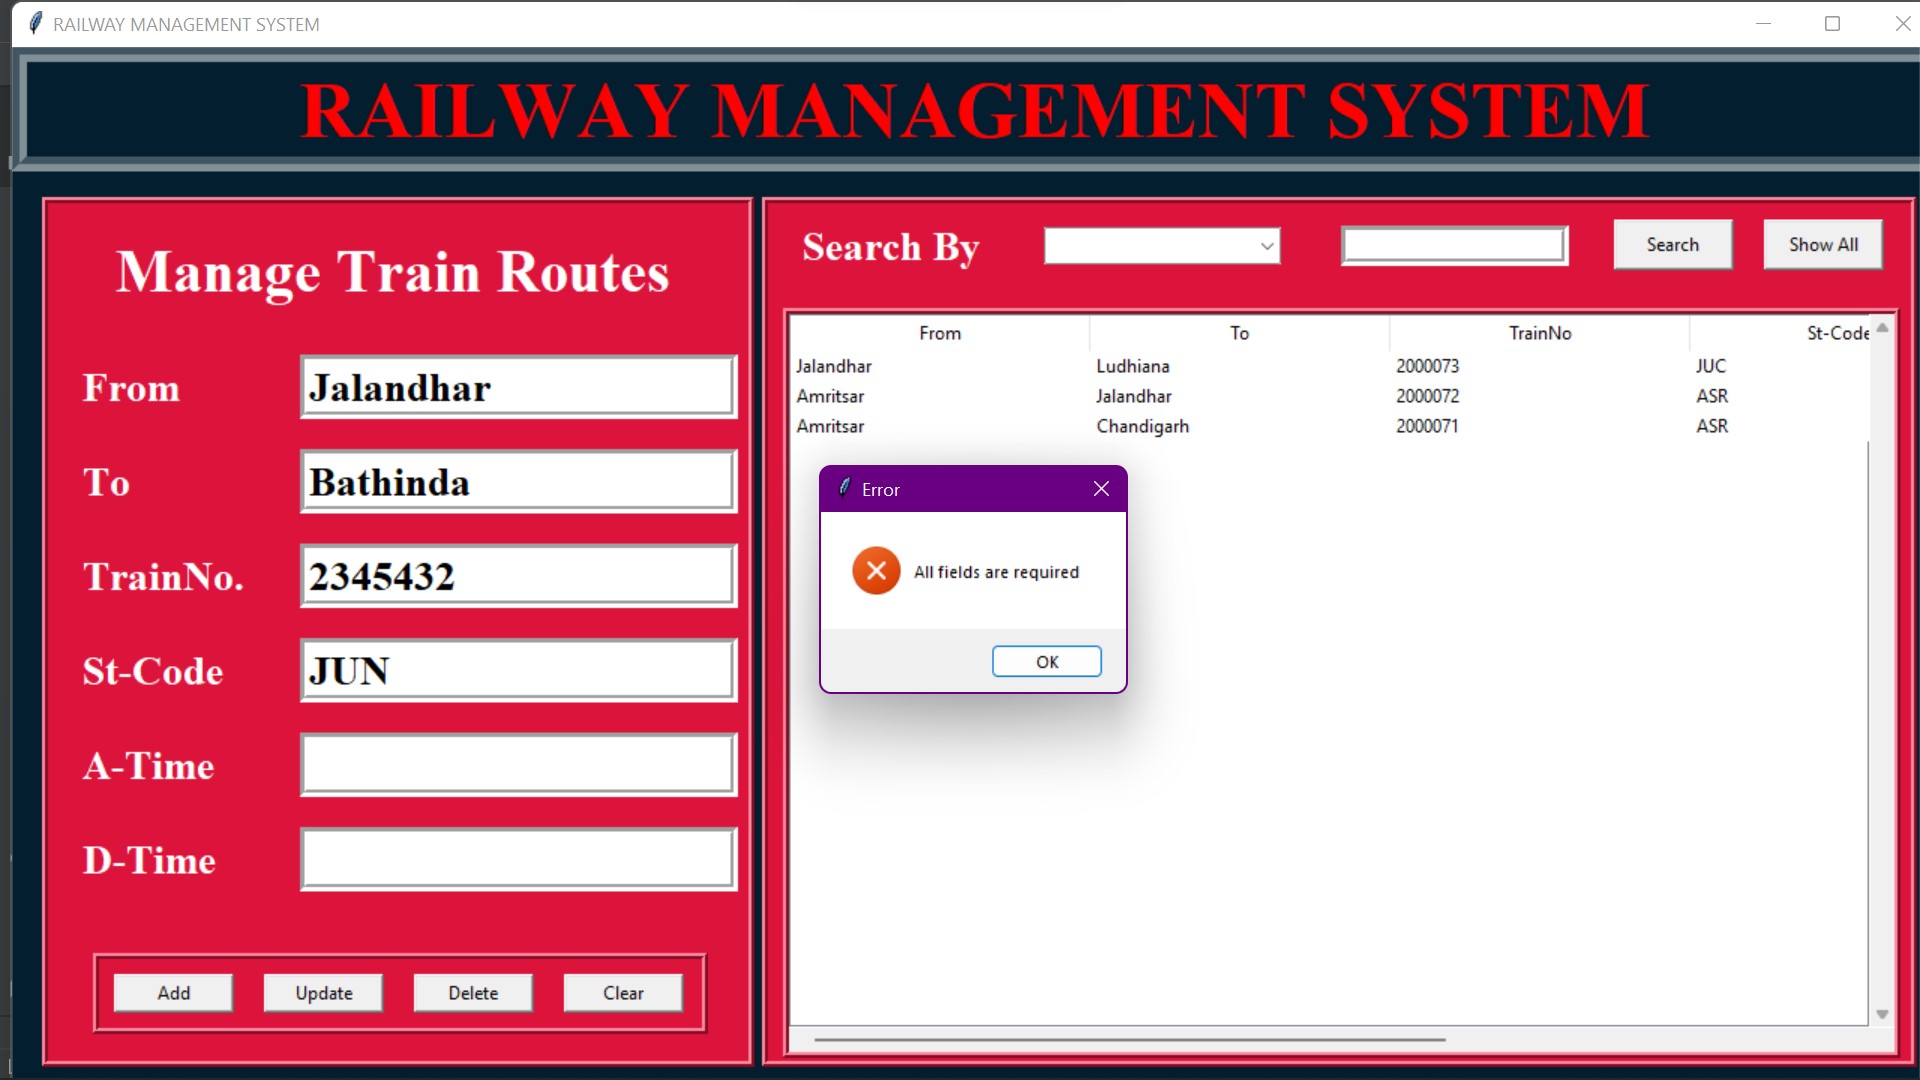 RAILWAY MANAGEMENT SYSTEM
RAILWAY MANAGEMENT SYSTEM
Manage Train Routes
From Jalandhar
To Bathinda
TrainNo. 2345432
St-Code JUN
A-Time
D-Time
Add Update Delete Clear
Search By Search Show All
From To TrainNo St-Code
Jalandhar Ludhiana 2000073 JUC
Amritsar Jalandhar 2000072 ASR
Amritsar Chandigarh 2000071 ASR
Error
All fields are required
OK